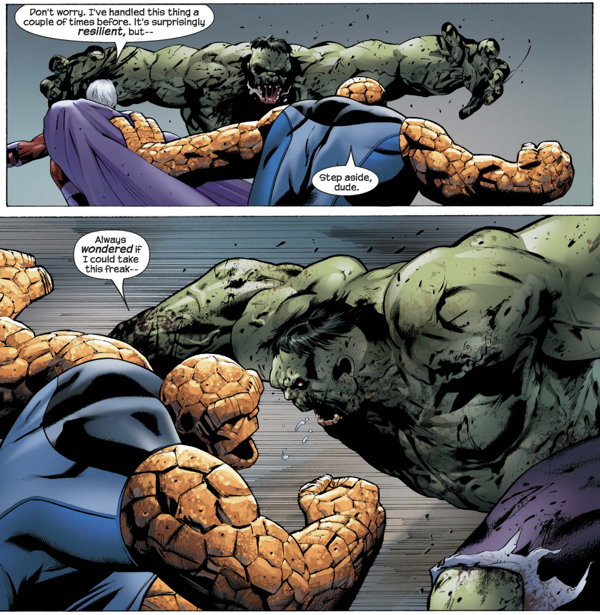 Don't worry. I've handled this thing a
couple of times before. It's surprisingly
resilient, but--
Step aside,
dude.
Always
wondered if
I could take
this freak--